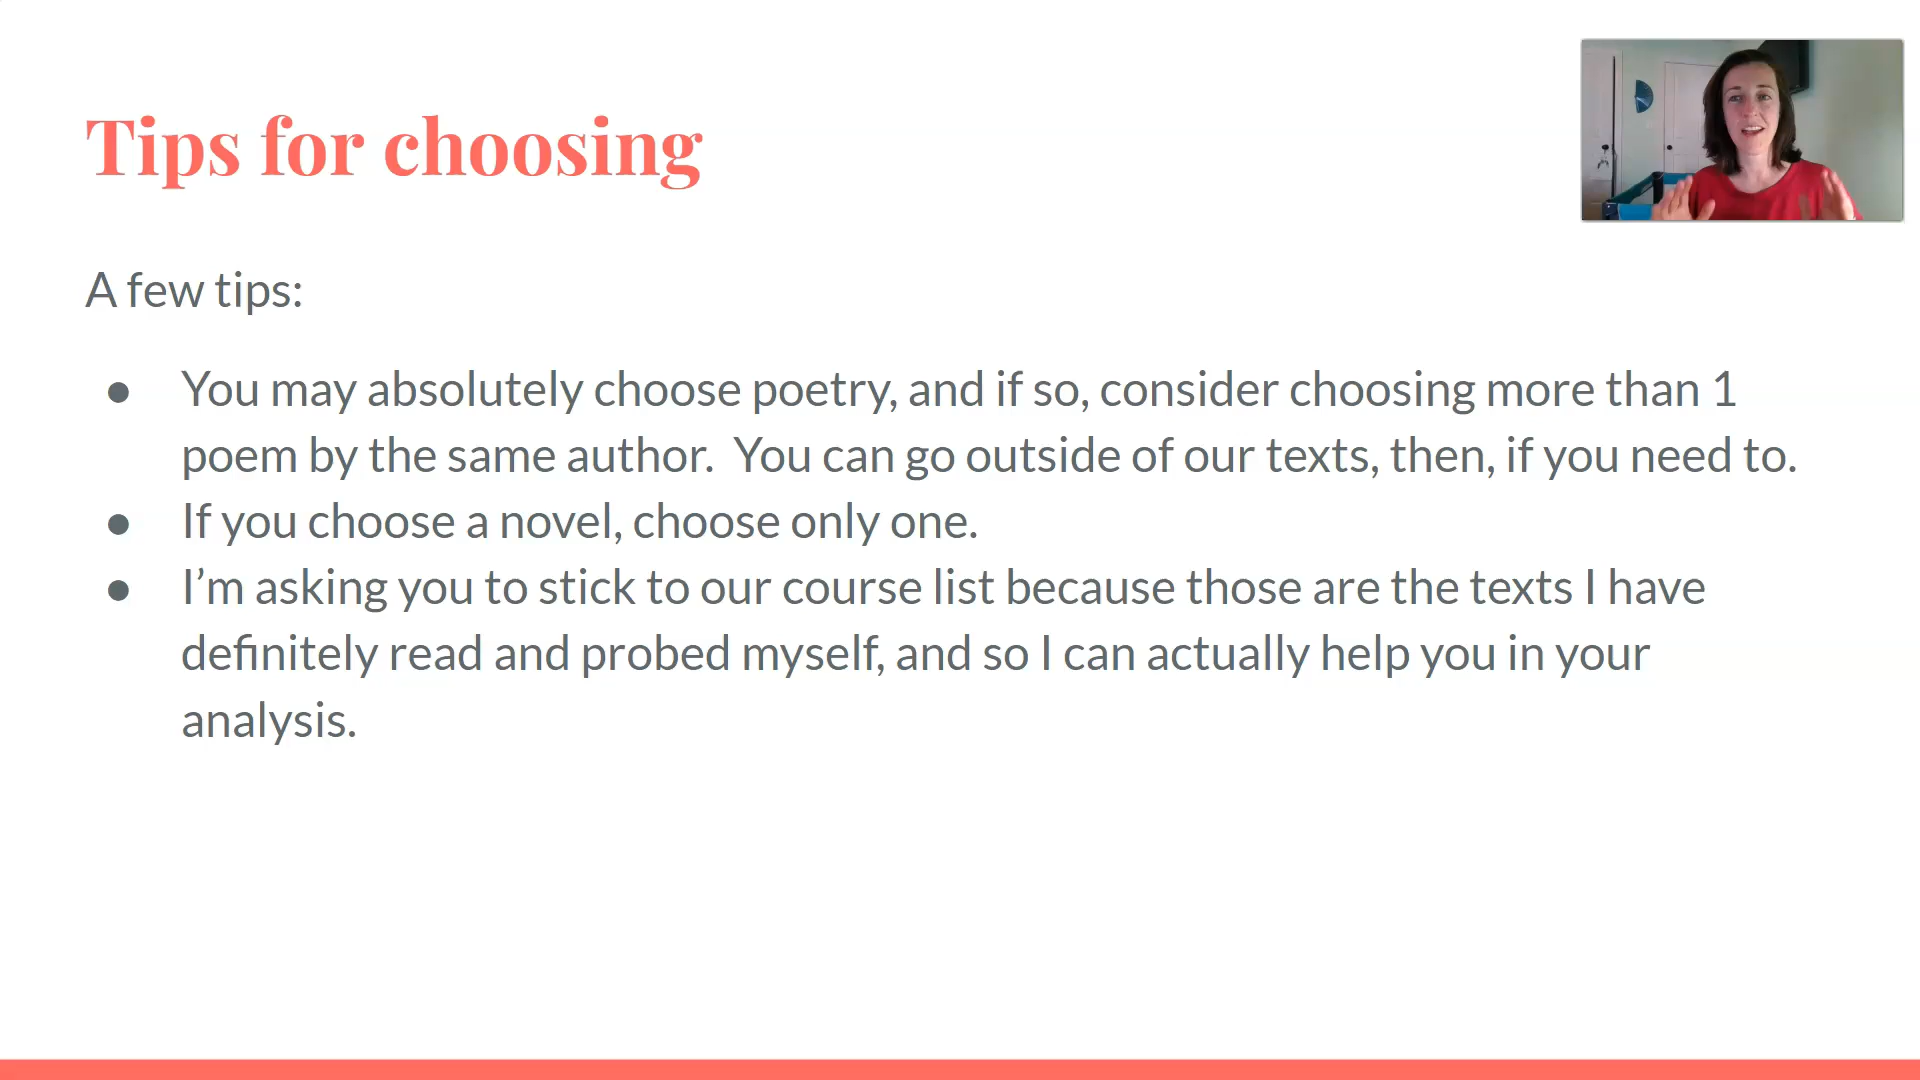 Tips for choosing
A few tips:
● You may absolutely choose poetry, and if so, consider choosing more than 1
poem by the same author.  You can go outside of our texts, then, if you need to.
● If you choose a novel, choose only one.
● I’m asking you to stick to our course list because those are the texts I have
definitely read and probed myself, and so I can actually help you in your
analysis.